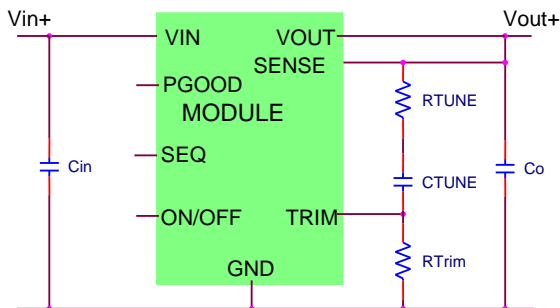 Vin+
Vout+
VIN
VOUT
SENSE
PGOOD
RTUNE
MODULE
SEQ
Cin
CTUNE
Co
ON/OFF
TRIM
RTrim
GND